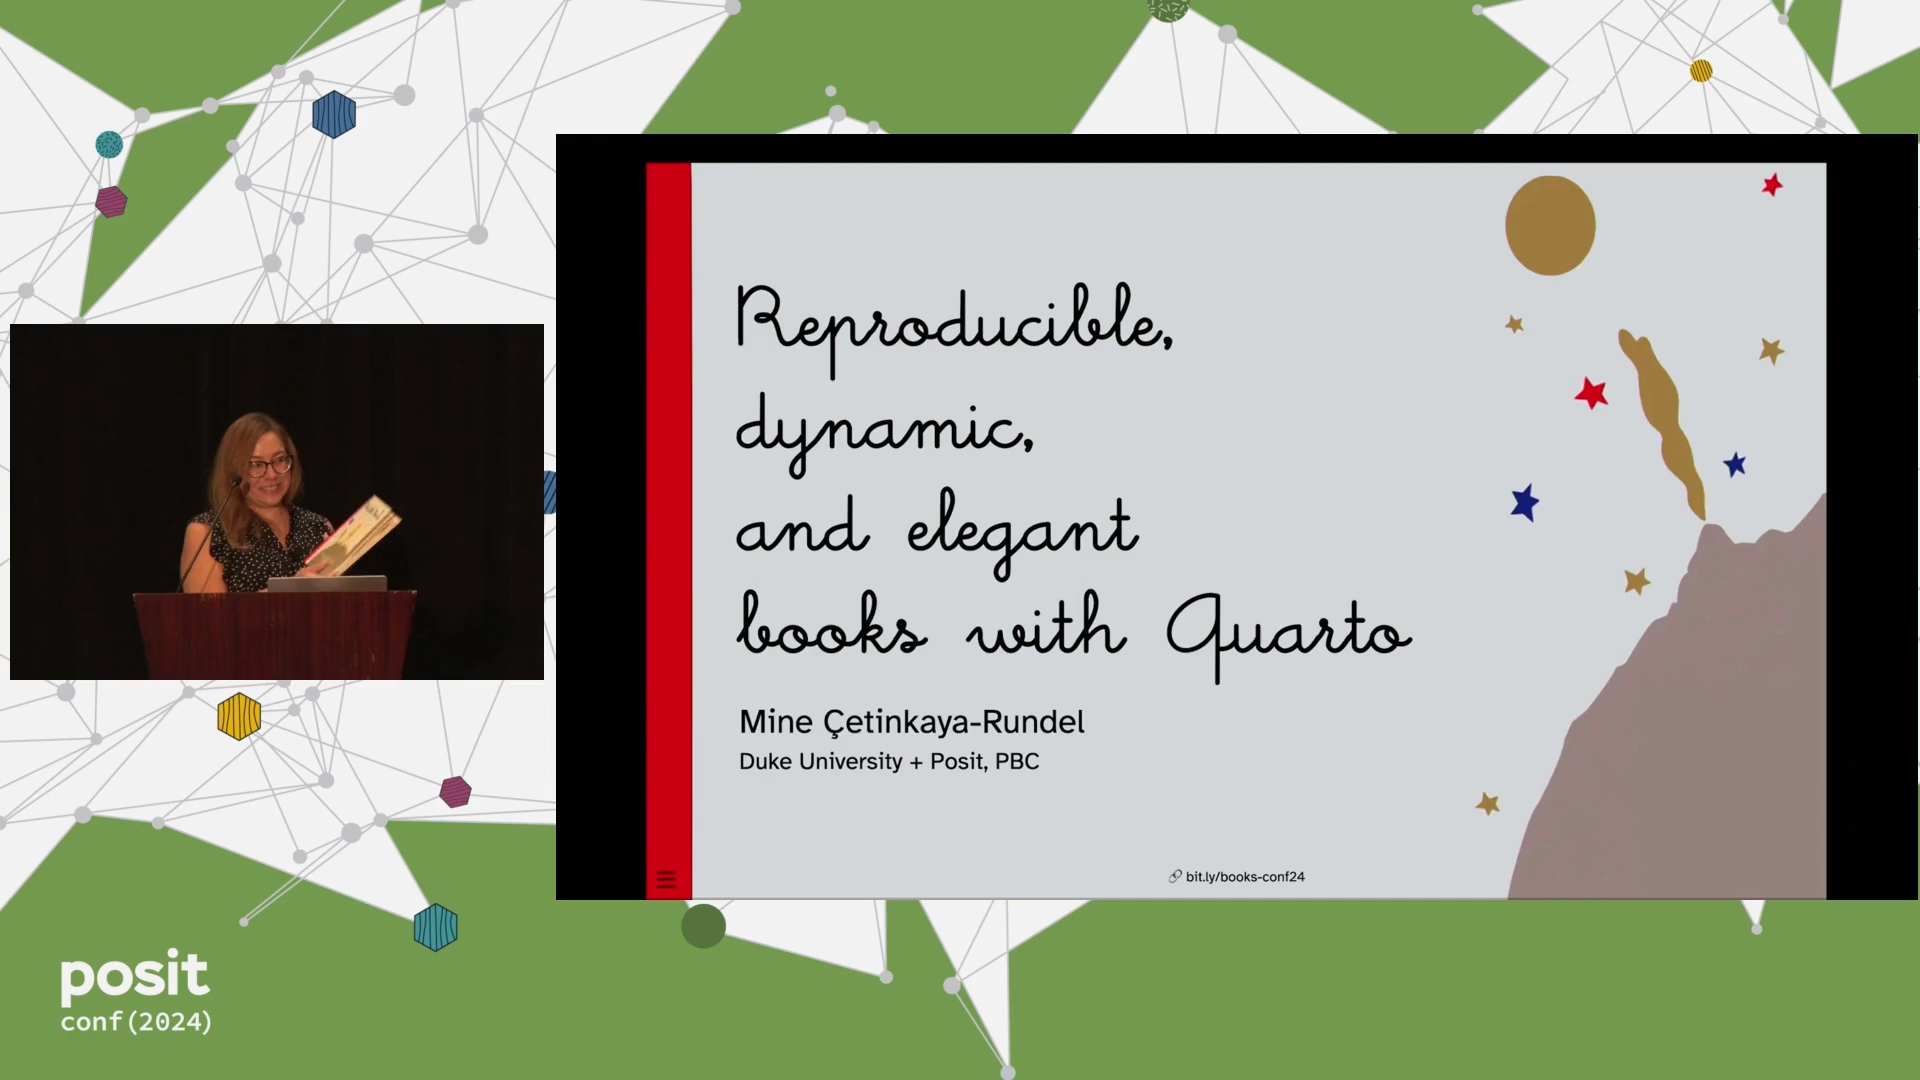 Reproducible,
dynamic,
and elegant
books with Quarto
Mine Çetinkaya-Rundel
Duke University + Posit, PBC
bit.ly/books-conf24
posit
conf(2024)